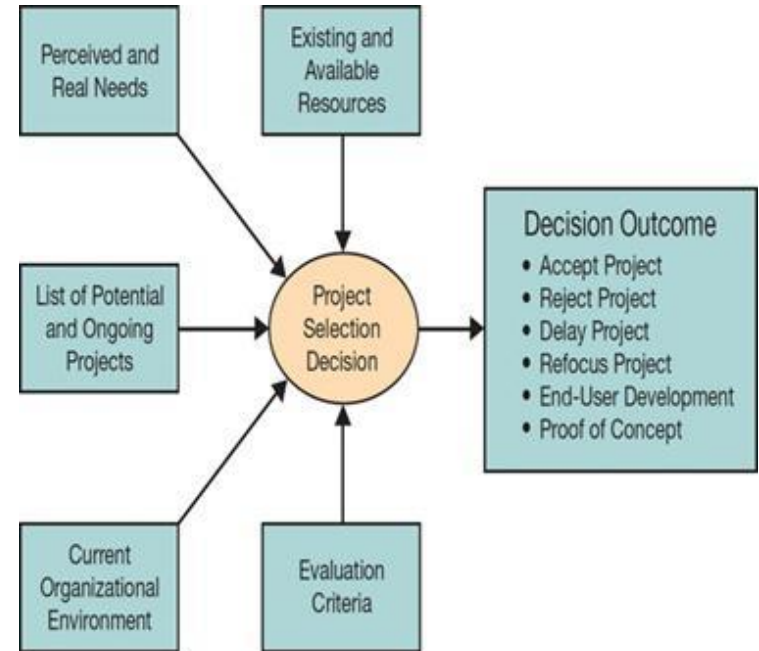 Perceived and
Real Needs
Existing and
Available
Resources
List of Potential
and Ongoing
Projects
Project
Selection
Decision
Decision Outcome
• Accept Project
• Reject Project
• Delay Project
• Refocus Project
• End-User Development
• Proof of Concept
Current
Organizational
Environment
Evaluation
Criteria